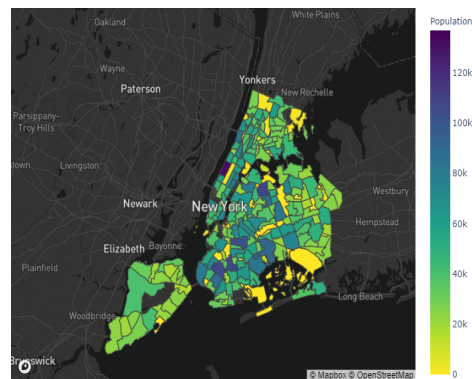 White Plains
Oakland
Wayne
Yonkers
Paterson
New Rochelle
Parsippany-
Troy Hills
Livingston
Westbury
Newark
New York
Hempstead
Elizabeth
Bayonne
Plainfield
Long Beach
Woodbridge
© Mapbox © OpenStreetMap
Population
120k
100k
80k
60k
40k
20k
0